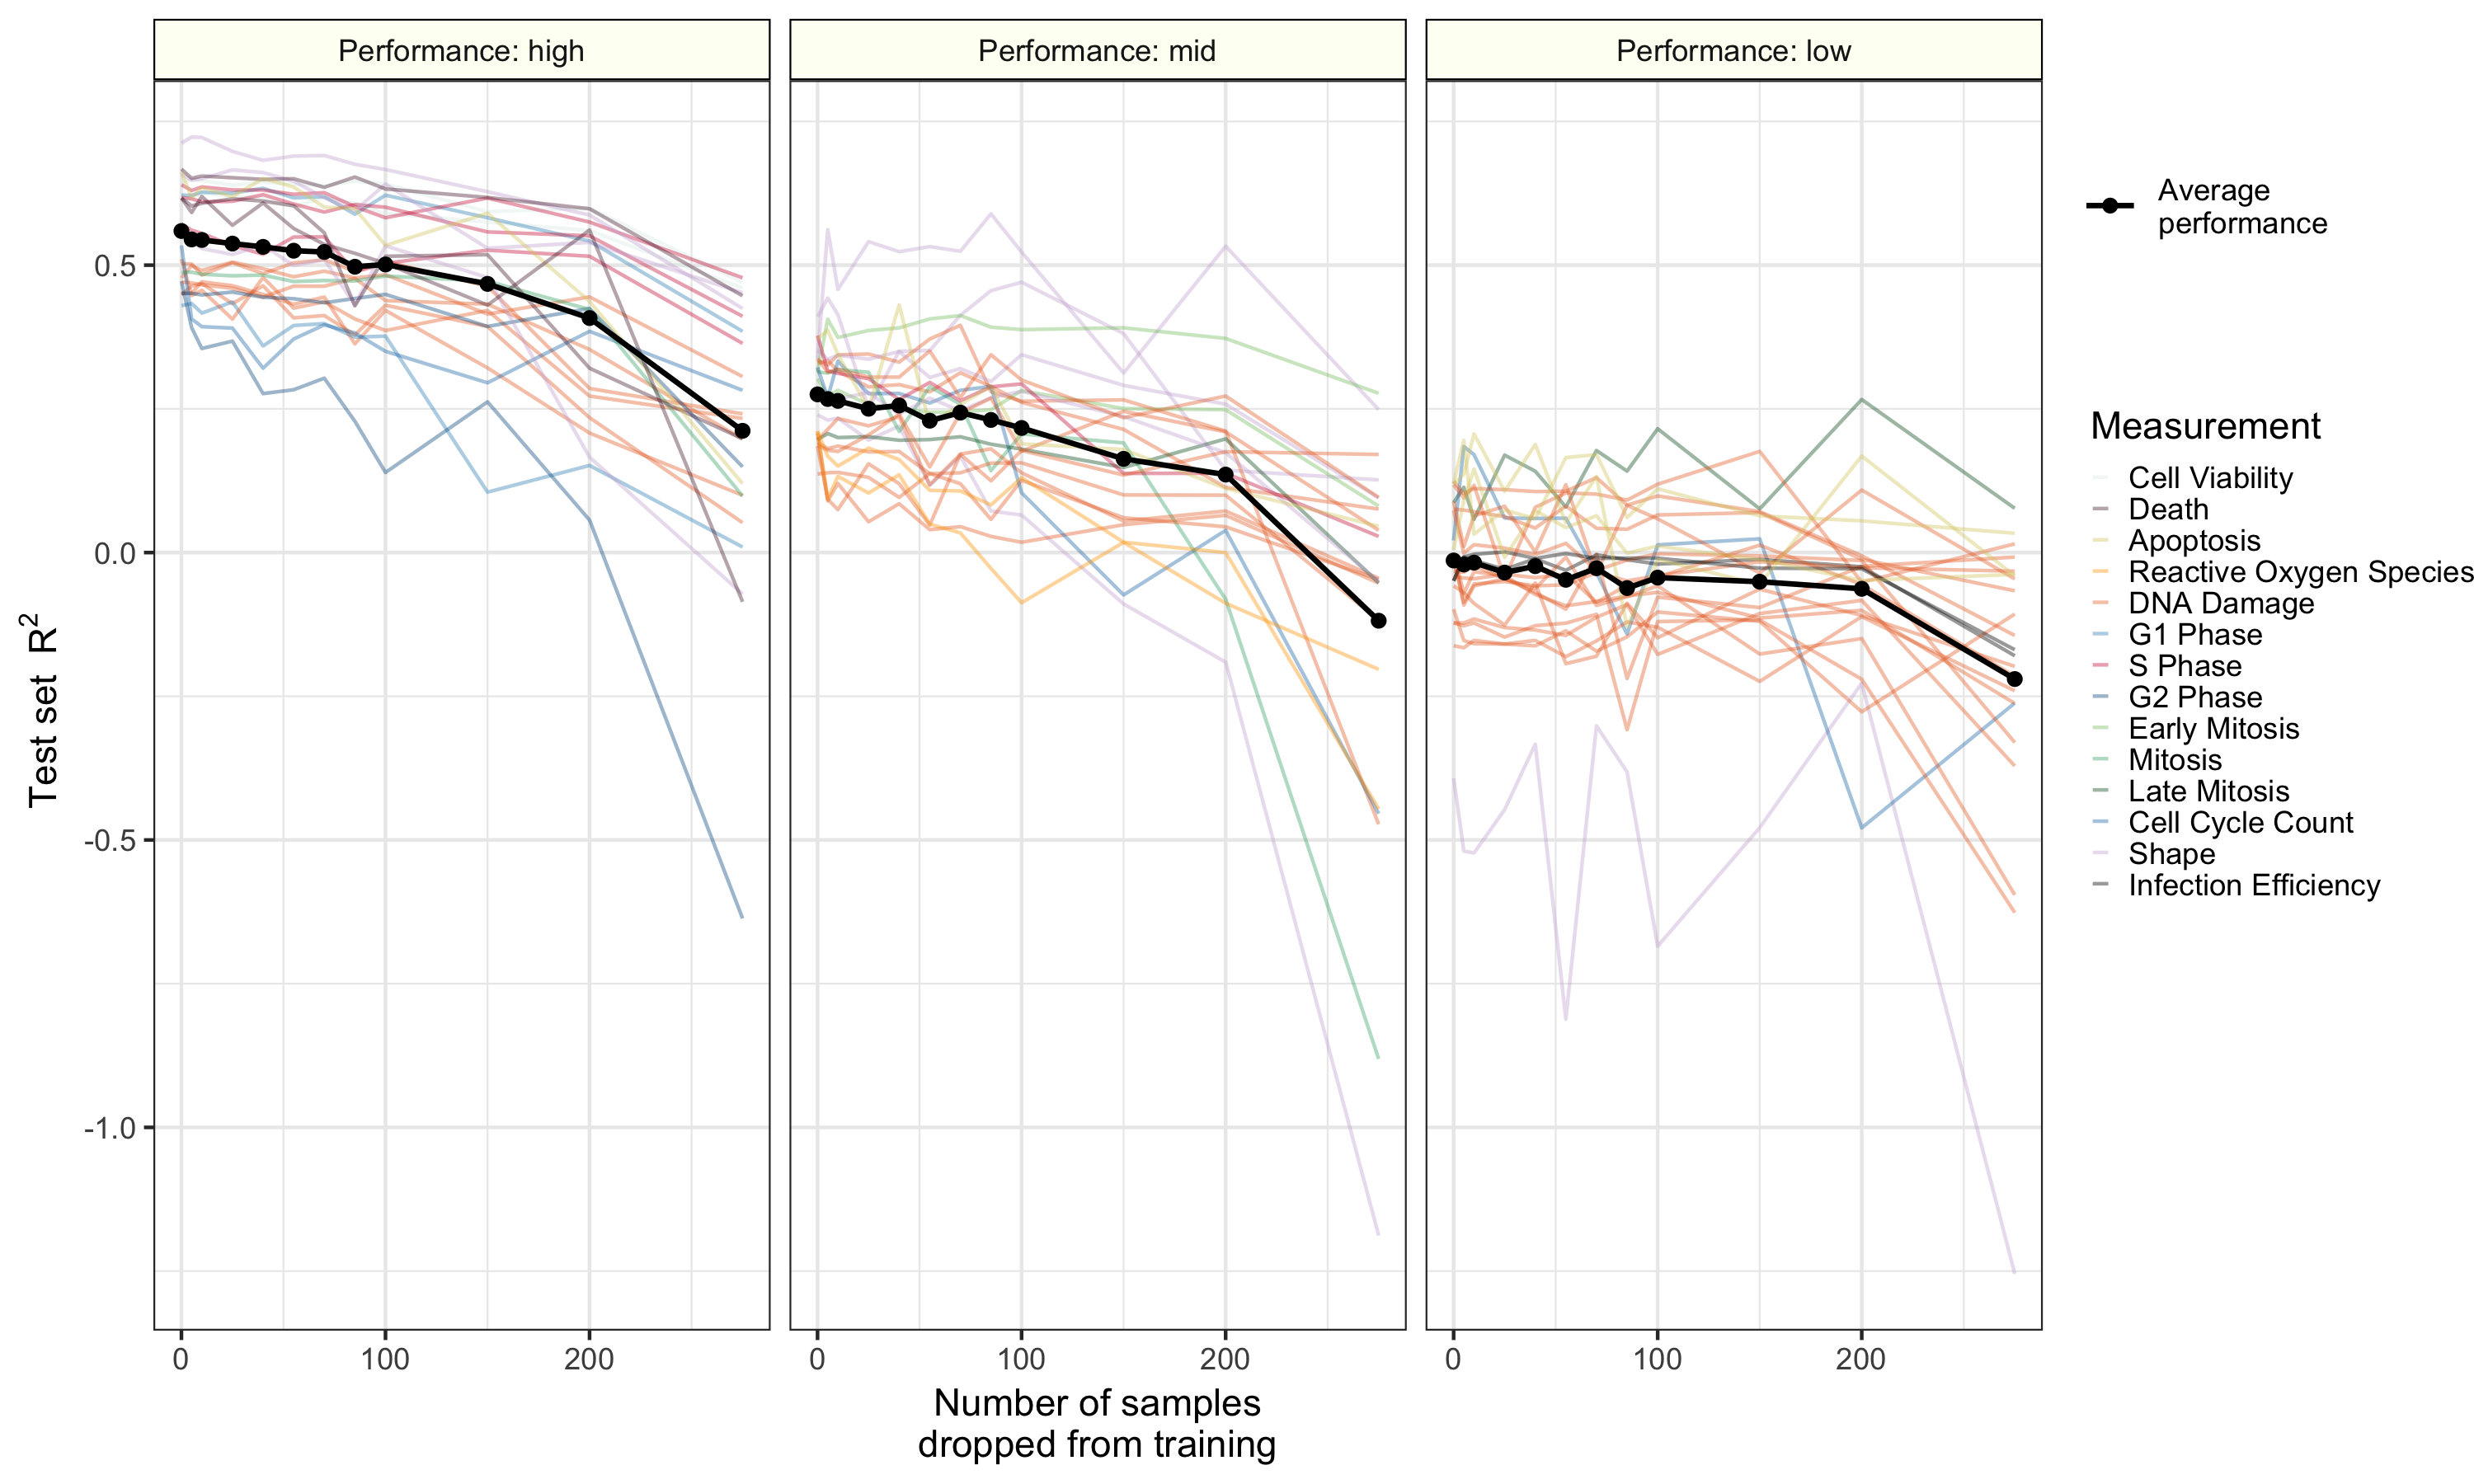 Performance: high
Performance: mid
Performance: low
Test set R²
0.5
0.0
-0.5
-1.0
0
100
200
0
100
200
0
100
200
Number of samples
dropped from training
Average
performance
Measurement
Cell Viability
Death
Apoptosis
Reactive Oxygen Species
DNA Damage
G1 Phase
S Phase
G2 Phase
Early Mitosis
Mitosis
Late Mitosis
Cell Cycle Count
Shape
Infection Efficiency